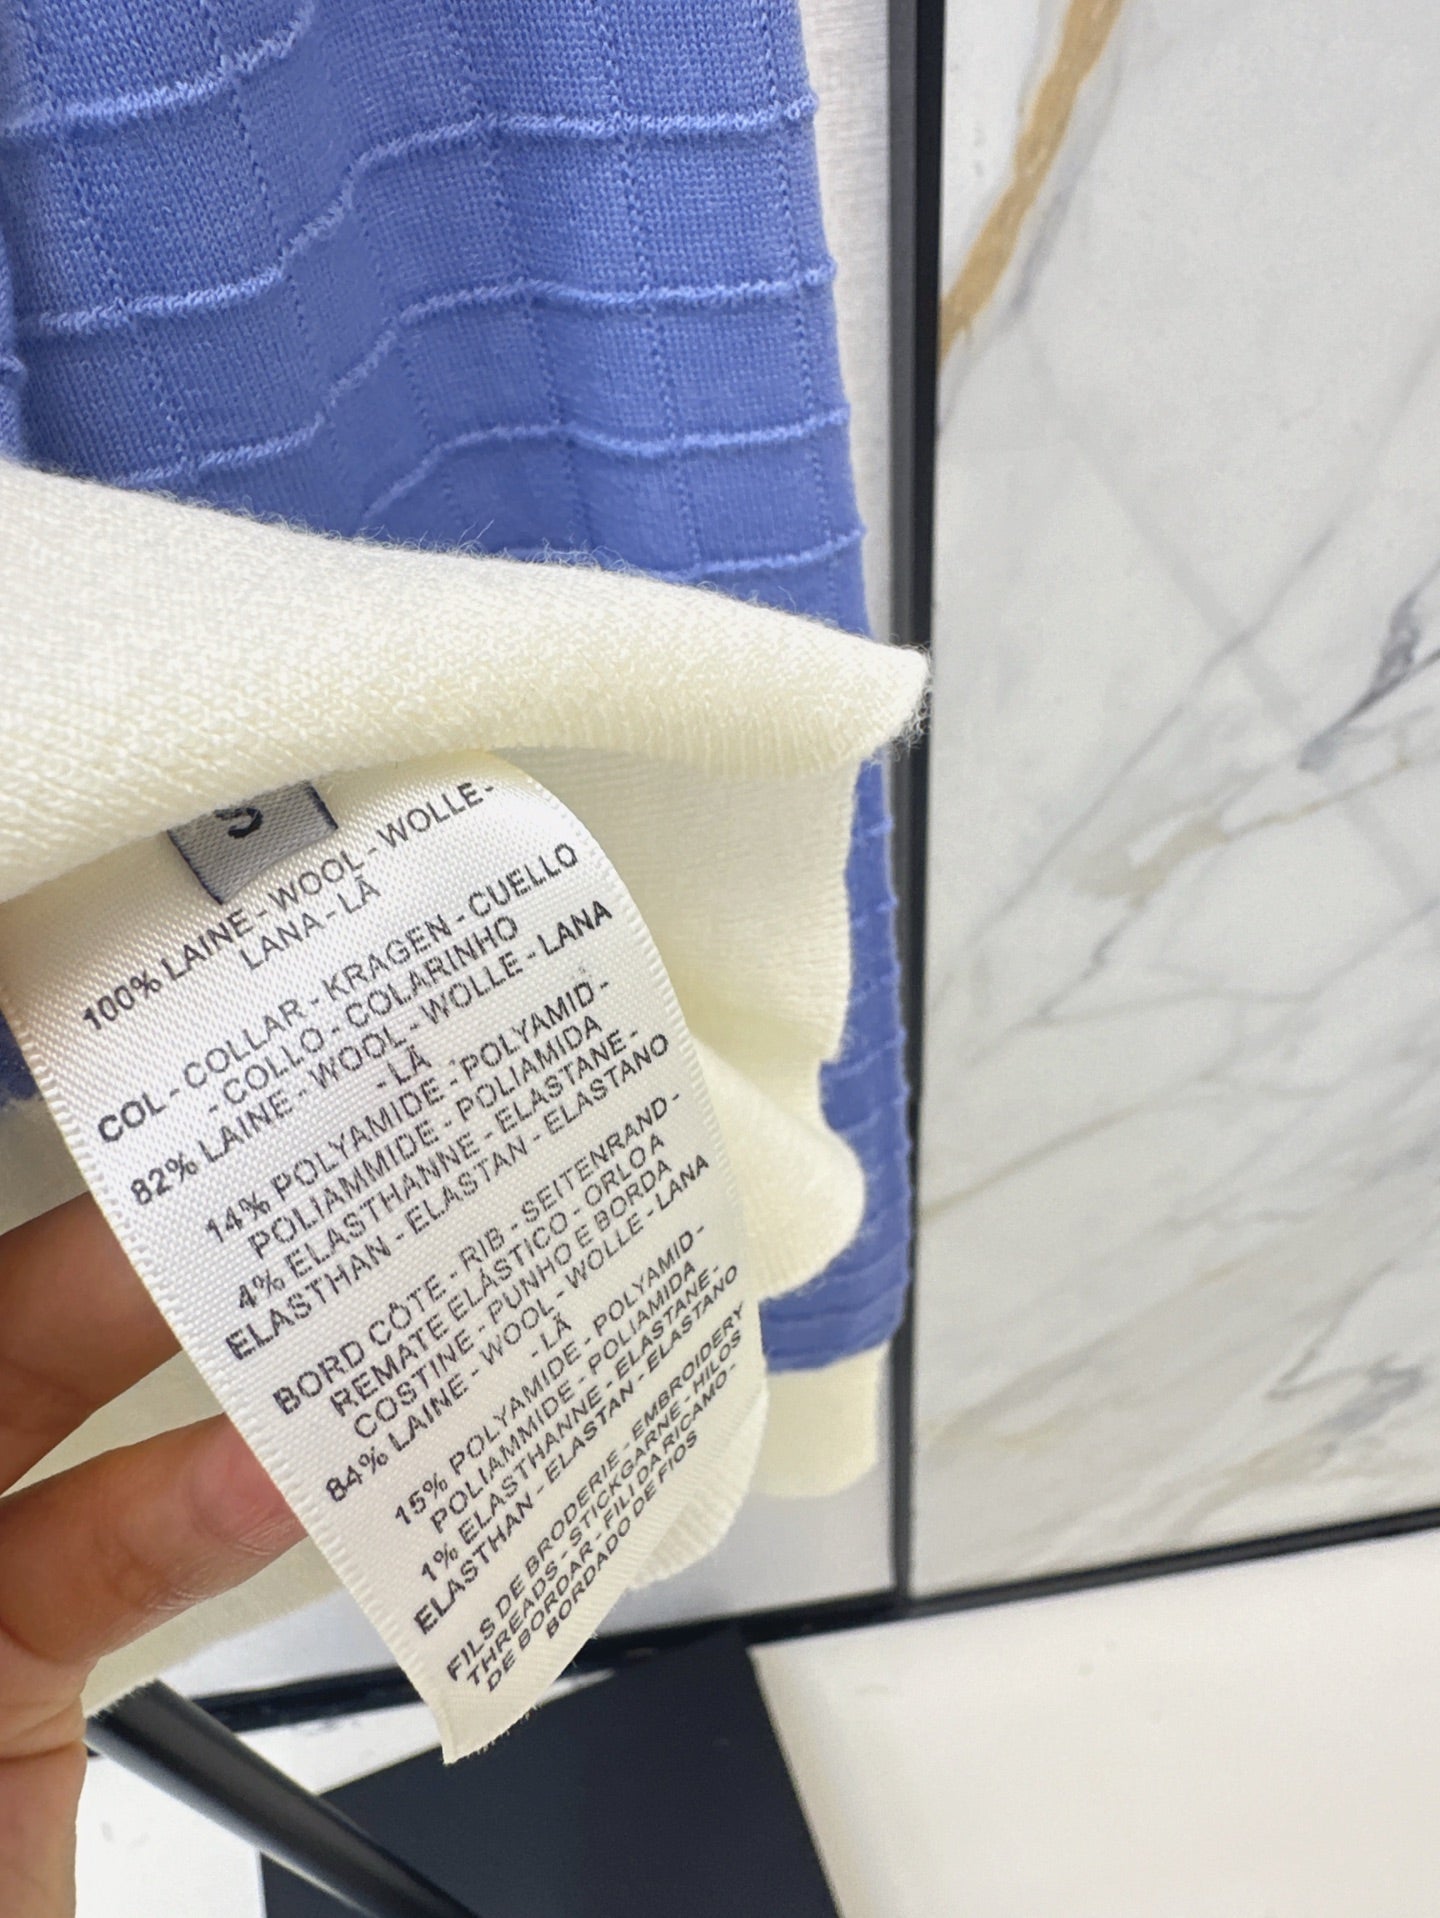 S
100% LAINE - WOOL - WOLLE -
LANA - LÃ
COL - COLLAR - KRAGEN - CUELLO
- COLLO - COLARINHO
82% LAINE - WOOL - WOLLE - LANA
- LÃ
14% POLYAMIDE - POLYAMID -
POLIAMMIDE - POLIAMIDA
4% ELASTHANNE - ELASTANE -
ELASTHAN - ELASTAN - ELASTANO
BORD CÔTE - RIB - SEITENRAND -
REMATE ELÁSTICO - ORLO A
COSTINE - PUNHO E BORDA
84% LAINE - WOOL - WOLLE - LANA
- LÃ
15% POLYAMIDE - POLYAMID -
POLIAMMIDE - POLIAMIDA
1% ELASTHANNE - ELASTANE -
ELASTHAN - ELASTAN - ELASTANO
FILS DE BRODERIE - EMBROIDERY
THREADS - STICKGARNE - HILOS
DE BORDAR - FILI DA RICAMO -
BORDADO DE FIOS